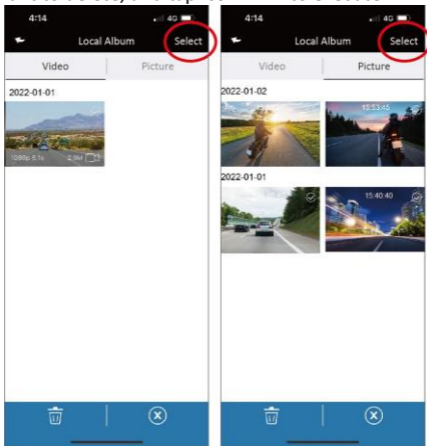 4:14 4G
Local Album Select
Video Picture
2022-01-01
1080p 5.1s 2.9M
4:14 4G
Local Album Select
Video Picture
2022-01-02
15:53:45
2022-01-01
15:40:40